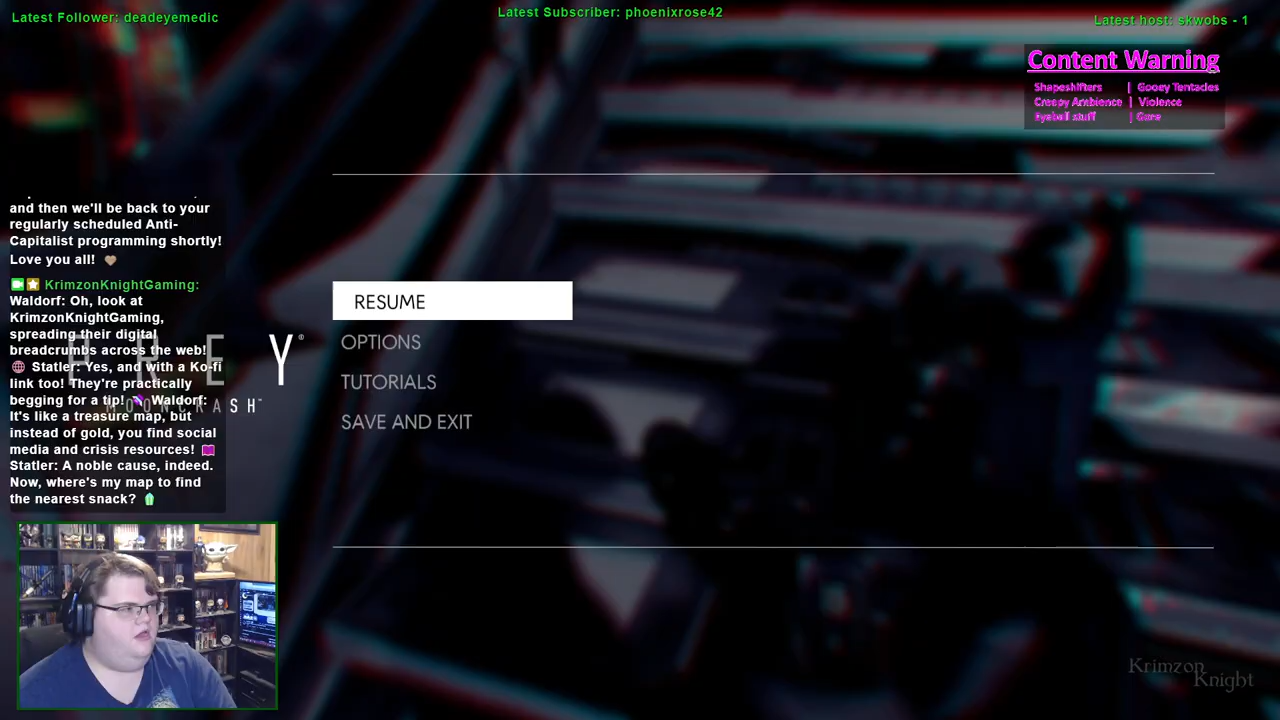 Latest Follower: deadeyemedic
Latest Subscriber: phoenixrose42
Latest host: skwobs - 1
Content Warning
Shapeshifters | Gooey Tentacles
Creepy Ambience | Violence
Eyeball stuff | Gore
and then we'll be back to your
regularly scheduled Anti-
Capitalist programming shortly!
Love you all!
KrimzonKnightGaming:
Waldorf: Oh, look at
KrimzonKnightGaming,
spreading their digital
breadcrumbs across the web!
Statler: Yes, and with a Ko-fi
link too! They're practically
begging for a tip! Waldorf:
It's like a treasure map, but
instead of gold, you find social
media and crisis resources!
Statler: A noble cause, indeed.
Now, where's my map to find
the nearest snack?
PREY®
MOONCRASH™
RESUME
OPTIONS
TUTORIALS
SAVE AND EXIT
Krimzon
Knight